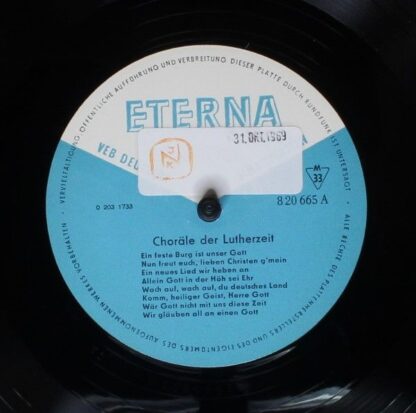 VERVIELFÄLTIGUNG, ÖFFENTLICHE AUFFÜHRUNG UND VERBREITUNG DIESER PLATTE DURCH RUNDFUNK IST UNTERSAGT · ALLE RECHTE DES PLATTENHERSTELLERS UND DES EIGENTÜMERS DES AUFGENOMMENEN WERKES VORBEHALTEN ·
ETERNA
31. OKT. 1969
VEB DEU
M
33
0 203 1733
8 20 665 A
Choräle der Lutherzeit
Ein feste Burg ist unser Gott
Nun freut euch, lieben Christen g'mein
Ein neues Lied wir heben an
Allein Gott in der Höh sei Ehr
Wach auf, wach auf, du deutsches Land
Komm, heiliger Geist, Herre Gott
Wär Gott nicht mit uns diese Zeit
Wir gläuben all an einen Gott